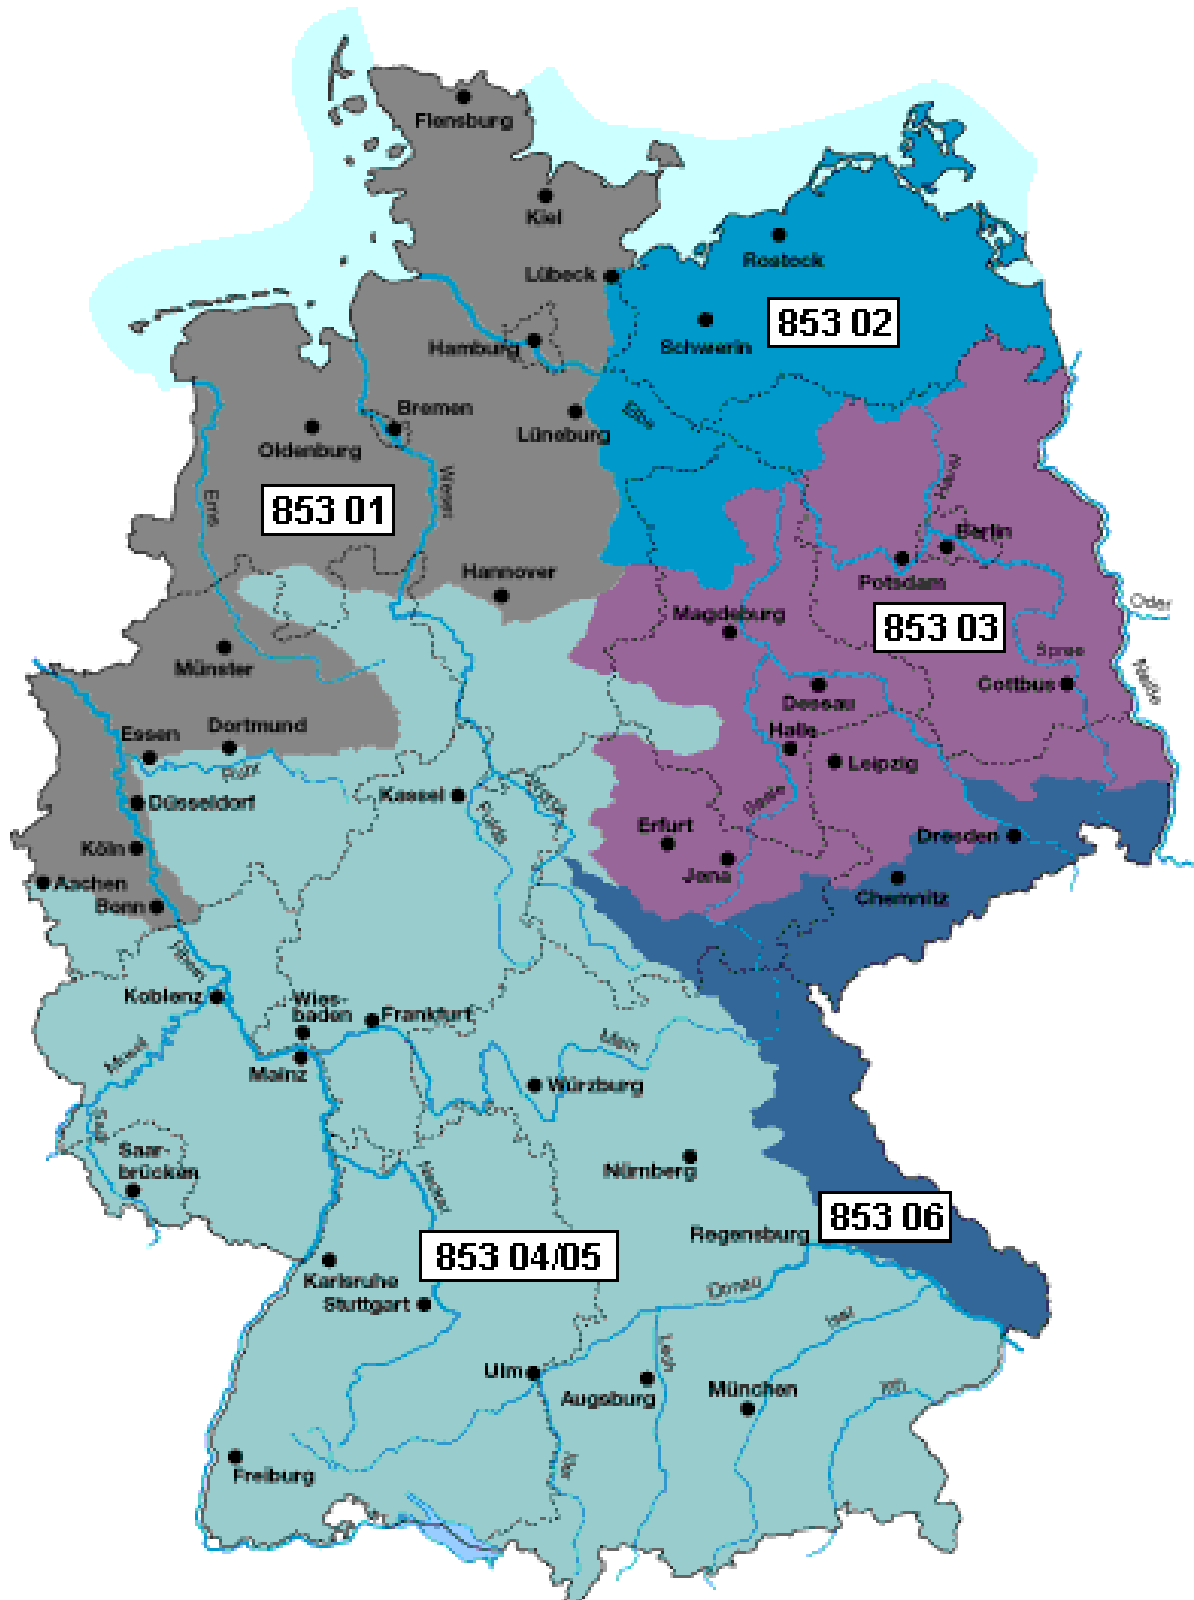 Flensburg
Kiel
Rostock
Lübeck
853 02
Schwerin
Hamburg
Bremen
Lüneburg
Elbe
Oldenburg
Weser
Havel
Ems
853 01
Berlin
Hannover
Potsdam
Oder
Magdeburg
853 03
Spree
Münster
Neiße
Cottbus
Dessau
Dortmund
Essen
Halle
Leipzig
Ruhr
Kassel
Werra
Düsseldorf
Fulda
Saale
Erfurt
Dresden
Köln
Jena
Aachen
Chemnitz
Bonn
Rhein
Koblenz
Wies-
baden
Frankfurt
Main
Mosel
Mainz
Würzburg
Saar
Saar-
brücken
Nürnberg
Neckar
853 06
Regensburg
853 04/05
Karlsruhe
Donau
Stuttgart
Isar
Lech
Ulm
Augsburg
München
Inn
Freiburg
Iller